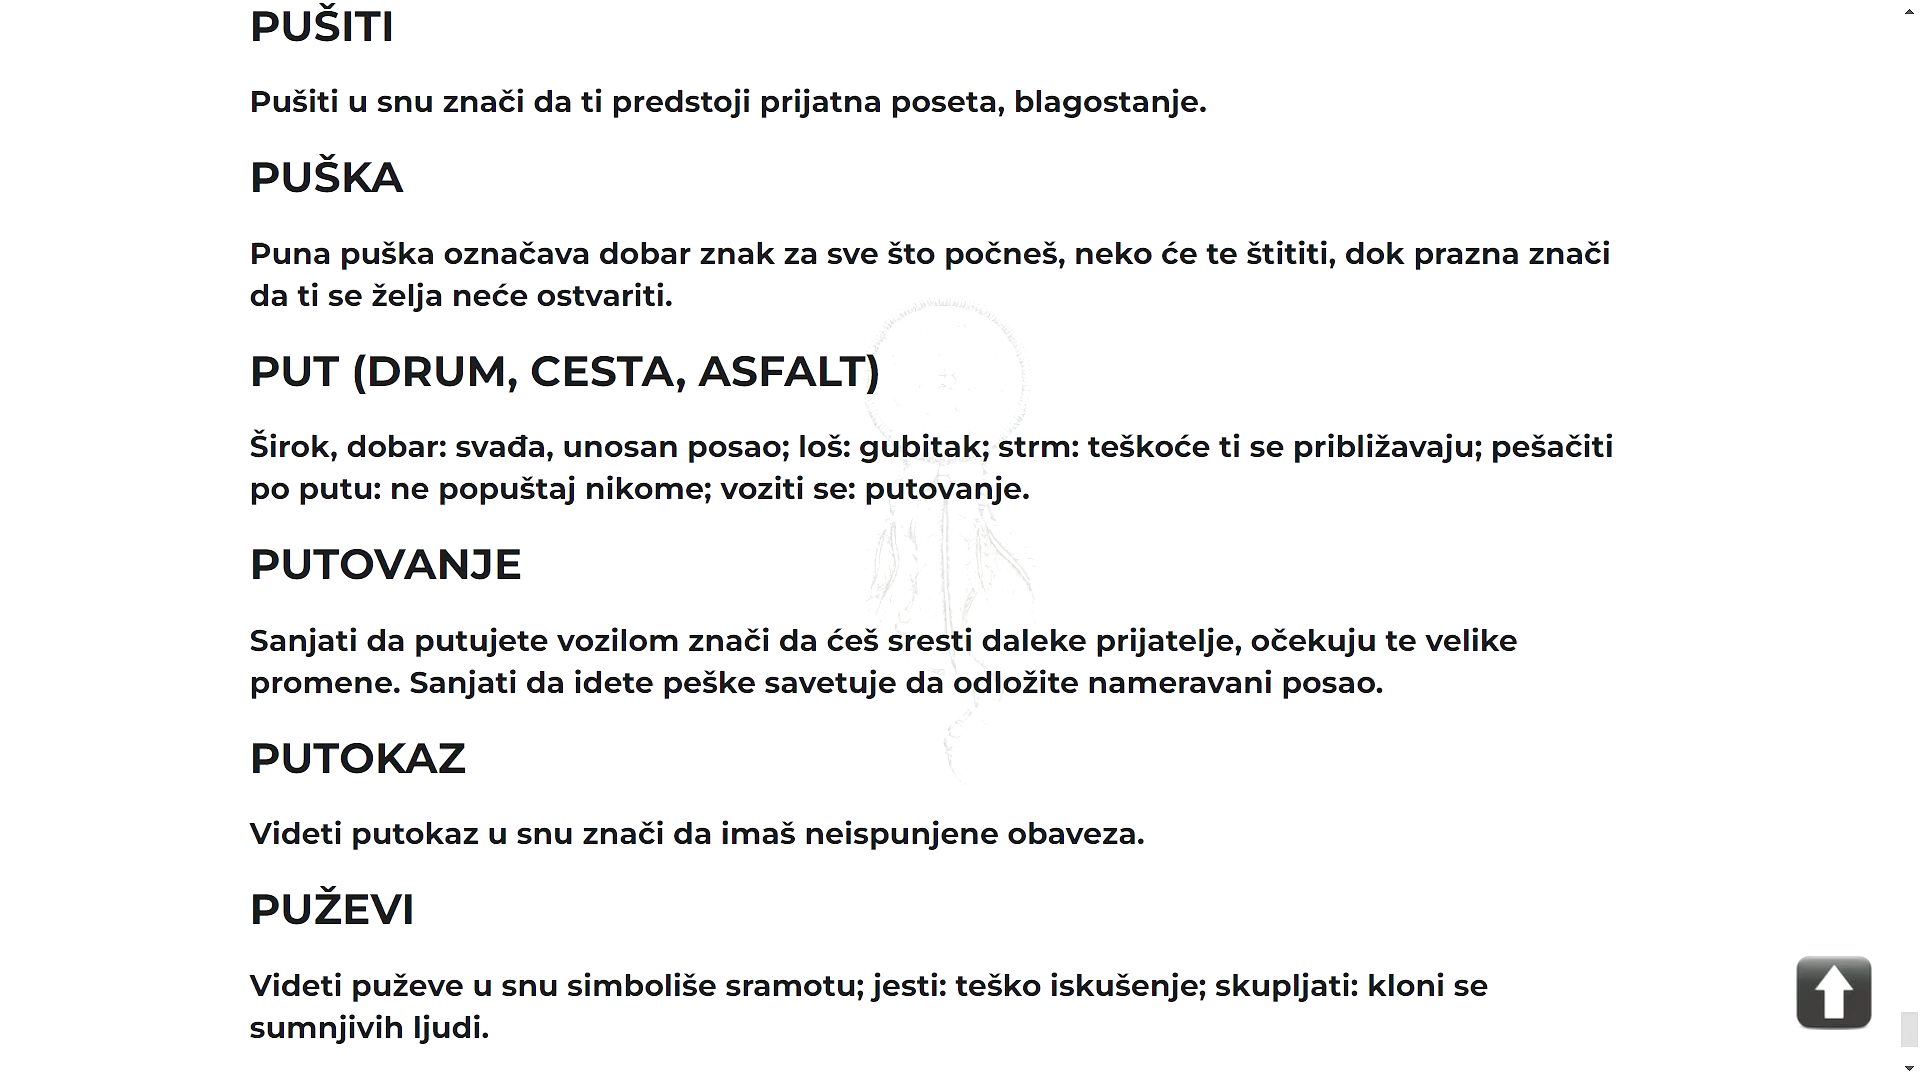 PUŠITI
Pušiti u snu znači da ti predstoji prijatna poseta, blagostanje.
PUŠKA
Puna puška označava dobar znak za sve što počneš, neko će te štititi, dok prazna znači
da ti se želja neće ostvariti.
PUT (DRUM, CESTA, ASFALT)
Širok, dobar: svađa, unosan posao; loš: gubitak; strm: teškoće ti se približavaju; pešačiti
po putu: ne popuštaj nikome; voziti se: putovanje.
PUTOVANJE
Sanjati da putujete vozilom znači da ćeš sresti daleke prijatelje, očekuju te velike
promene. Sanjati da idete peške savetuje da odložite nameravani posao.
PUTOKAZ
Videti putokaz u snu znači da imaš neispunjene obaveza.
PUŽEVI
Videti puževe u snu simboliše sramotu; jesti: teško iskušenje; skupljati: kloni se
sumnjivih ljudi.